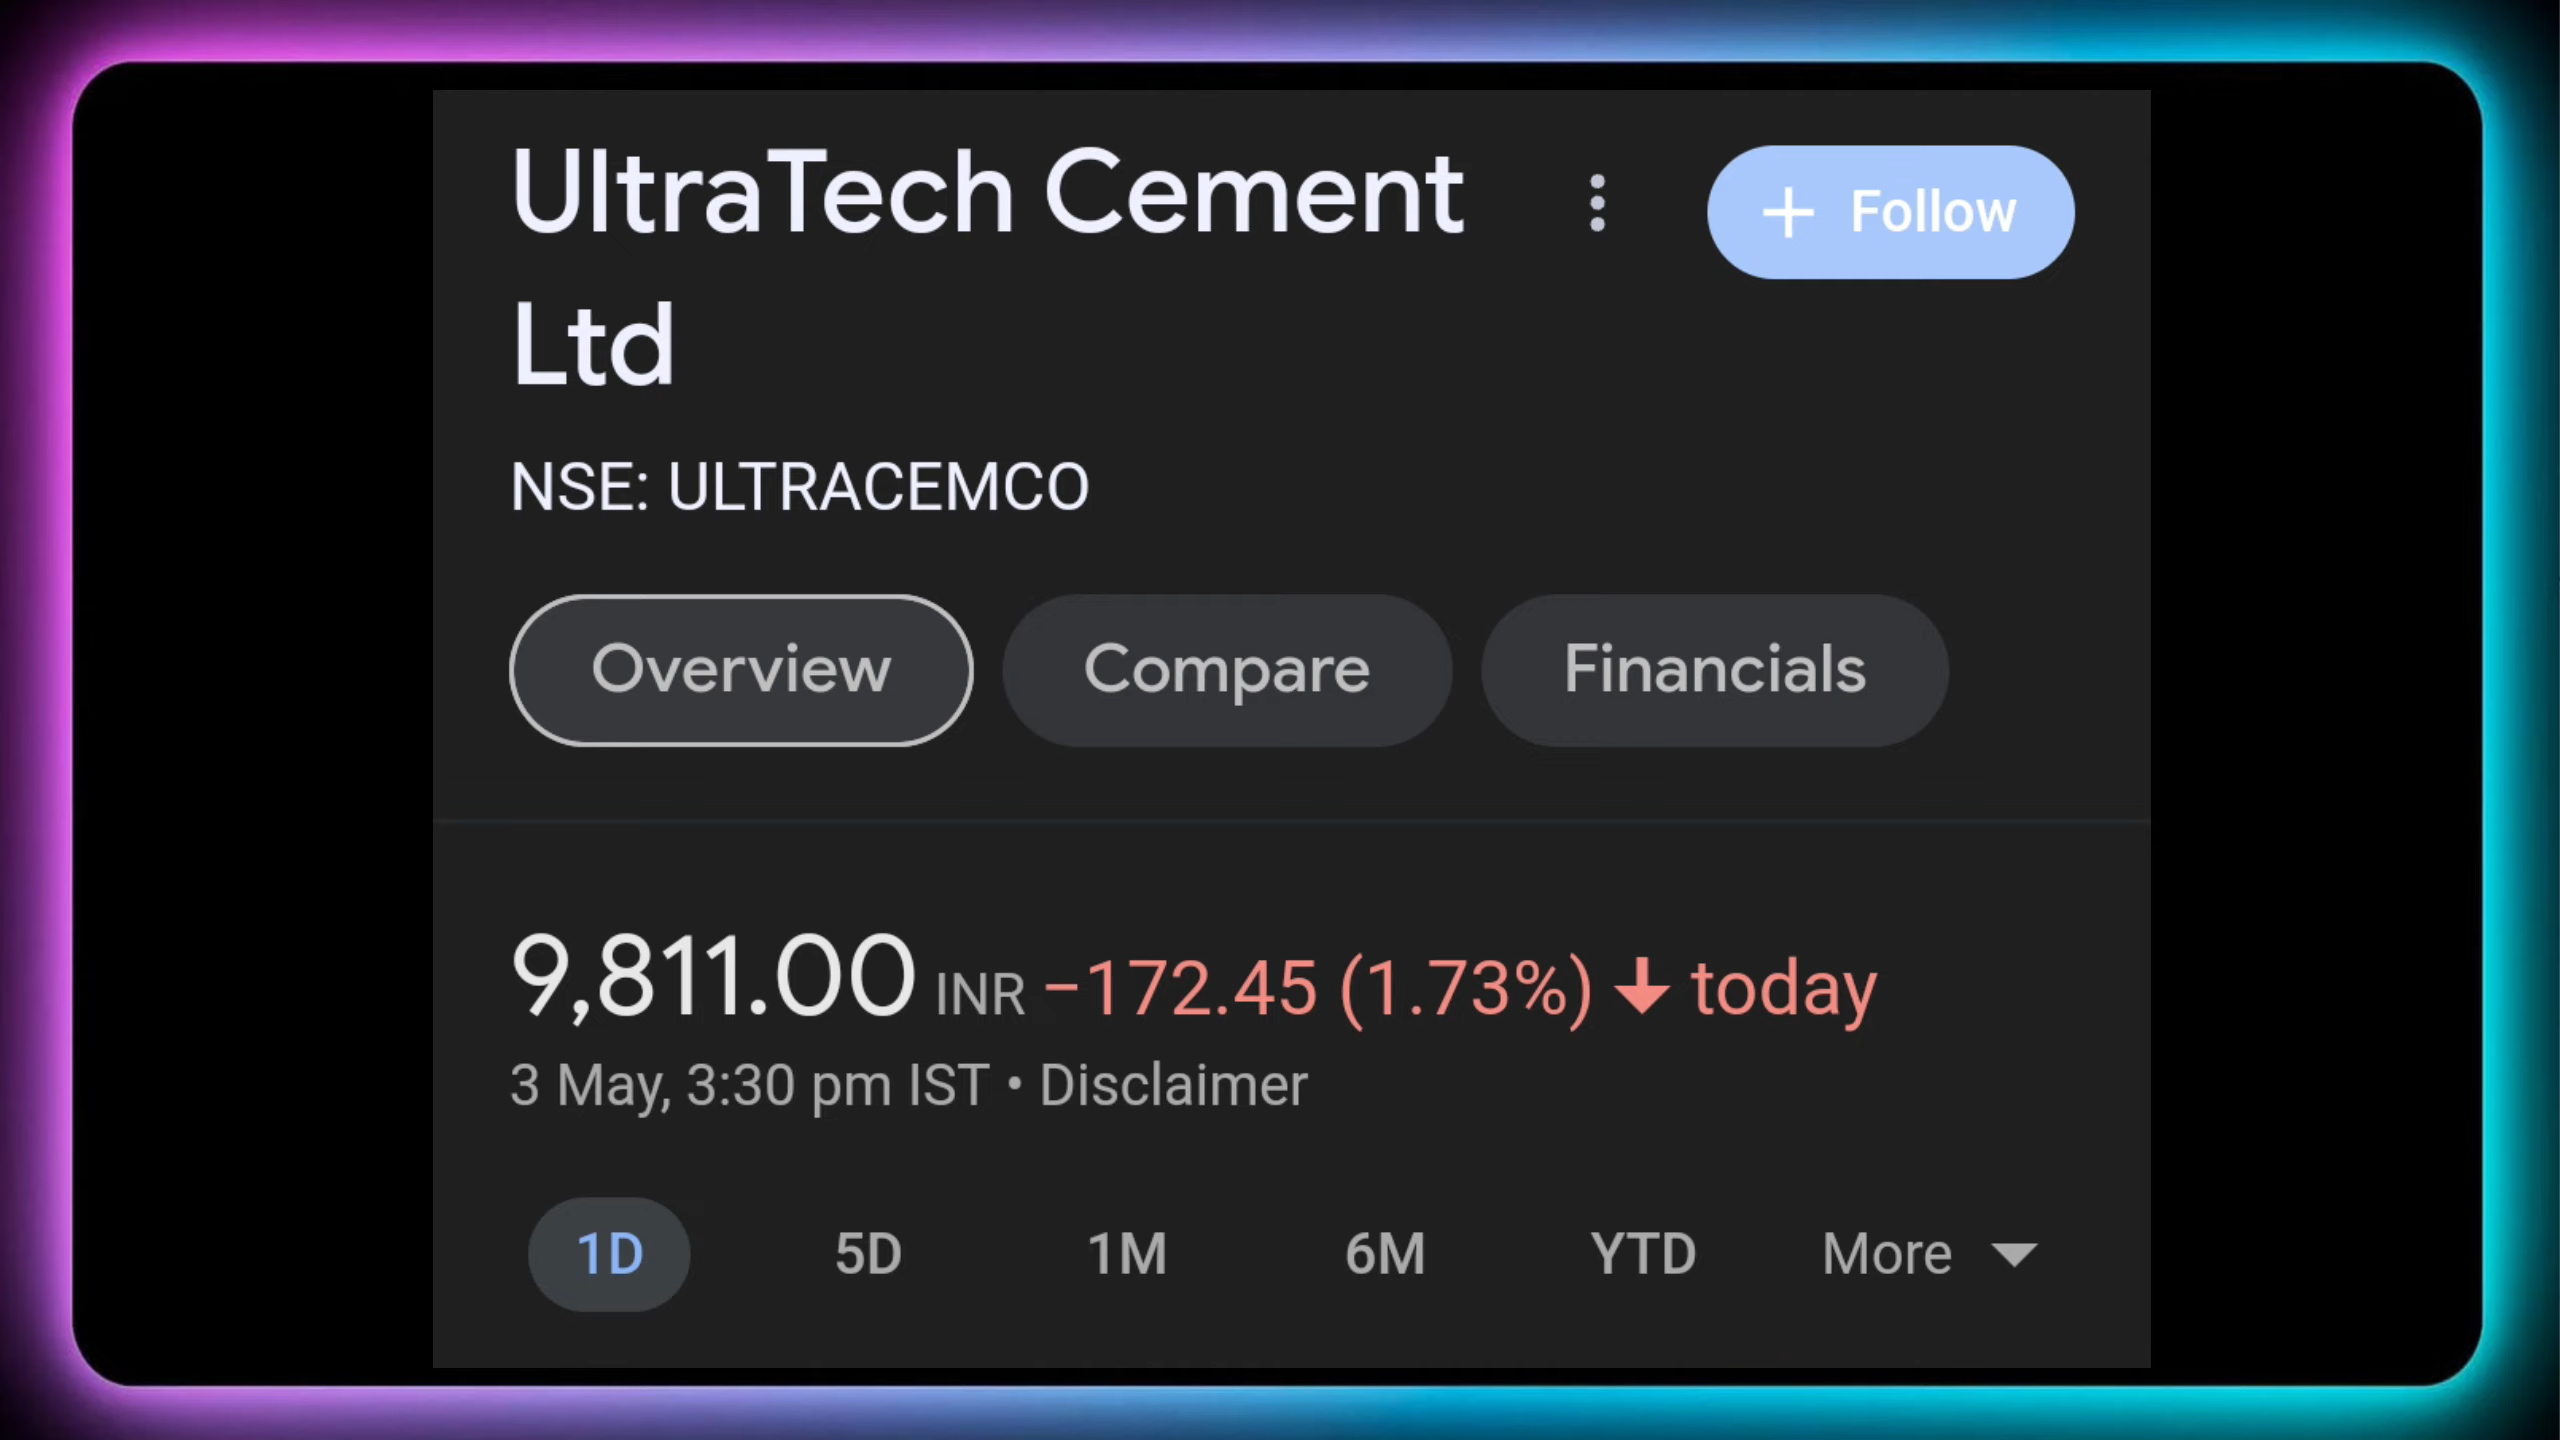 UltraTech Cement
Ltd
+ Follow
NSE: ULTRACEMCO
Overview Compare Financials
9,811.00 INR −172.45 (1.73%) ↓ today
3 May, 3:30 pm IST • Disclaimer
1D 5D 1M 6M YTD More